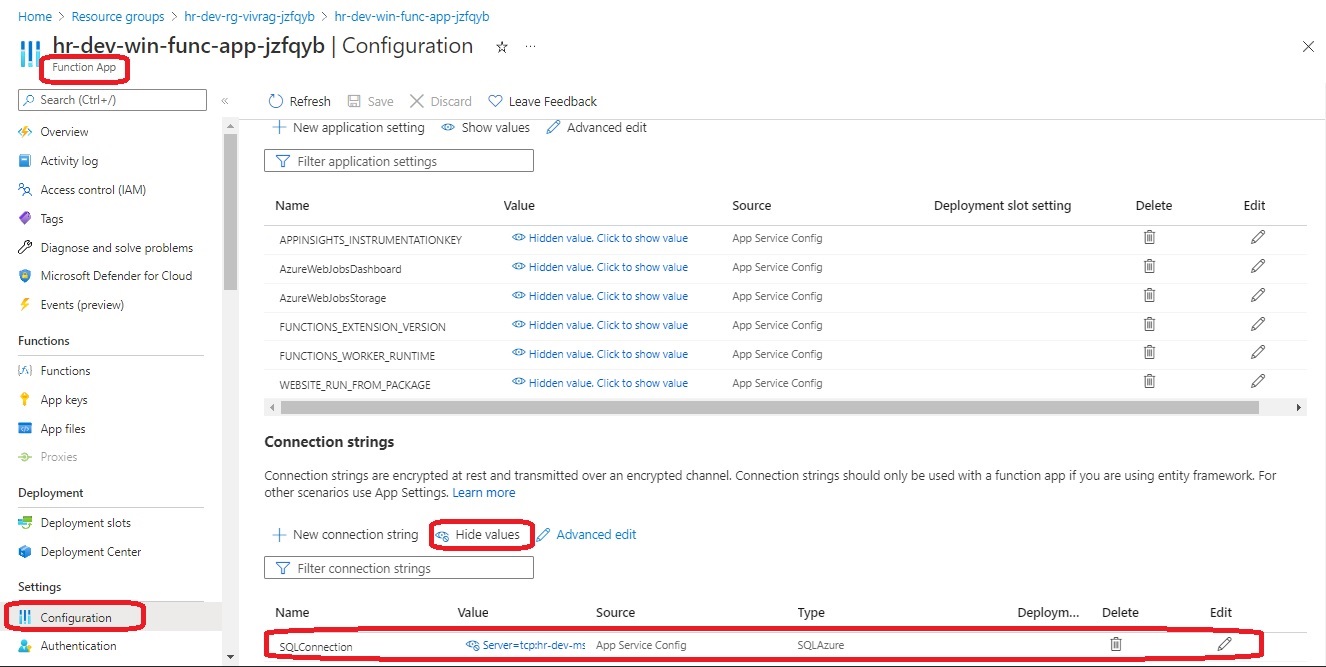 Home > Resource groups > hr-dev-rg-vivrag-jzfqyb > hr-dev-win-func-app-jzfqyb
hr-dev-win-func-app-jzfqyb | Configuration ☆ ...
Function App
Search (Ctrl+/) «
Overview
Activity log
Access control (IAM)
Tags
Diagnose and solve problems
Microsoft Defender for Cloud
Events (preview)
Functions
Functions
App keys
App files
Proxies
Deployment
Deployment slots
Deployment Center
Settings
Configuration
Authentication
Refresh Save Discard Leave Feedback
New application setting Show values Advanced edit
Filter application settings
Name Value Source Deployment slot setting Delete Edit
APPINSIGHTS_INSTRUMENTATIONKEY Hidden value. Click to show value App Service Config
AzureWebJobsDashboard Hidden value. Click to show value App Service Config
AzureWebJobsStorage Hidden value. Click to show value App Service Config
FUNCTIONS_EXTENSION_VERSION Hidden value. Click to show value App Service Config
FUNCTIONS_WORKER_RUNTIME Hidden value. Click to show value App Service Config
WEBSITE_RUN_FROM_PACKAGE Hidden value. Click to show value App Service Config
Connection strings
Connection strings are encrypted at rest and transmitted over an encrypted channel. Connection strings should only be used with a function app if you are using entity framework. For
other scenarios use App Settings. Learn more
New connection string Hide values Advanced edit
Filter connection strings
Name Value Source Type Deploym... Delete Edit
SQLConnection Server=tcp:hr-dev-ms App Service Config SQLAzure